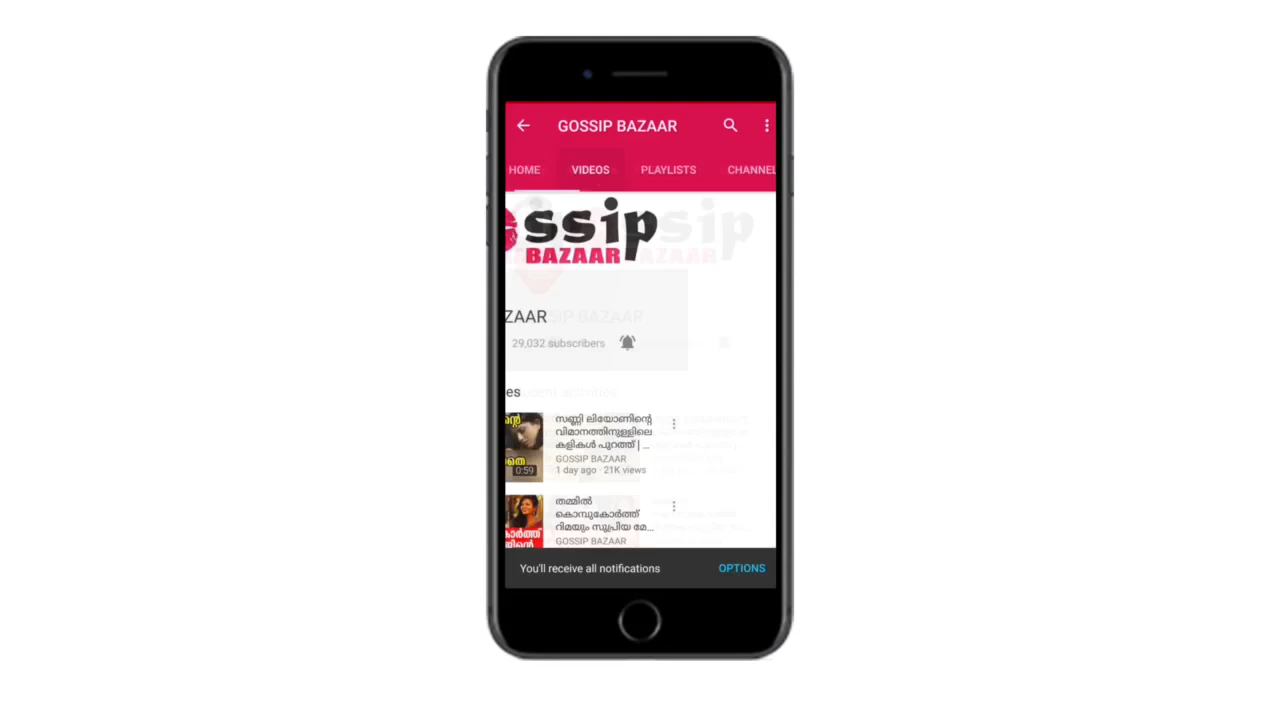 GOSSIP BAZAAR
HOME VIDEOS PLAYLISTS CHANNEL
ssip
BAZAAR
ZAAR
29,032 subscribers
es
സണ്ണി ലിയോണിന്റെ
വിമാനത്തിനുള്ളിലെ
കളികൾ പുറത്ത് | ...
GOSSIP BAZAAR
1 day ago · 21K views
0:59
തമ്മിൽ
കൊമ്പുകോർത്ത്
റിമയും സുപ്രിയ മേ...
GOSSIP BAZAAR
You'll receive all notifications OPTIONS